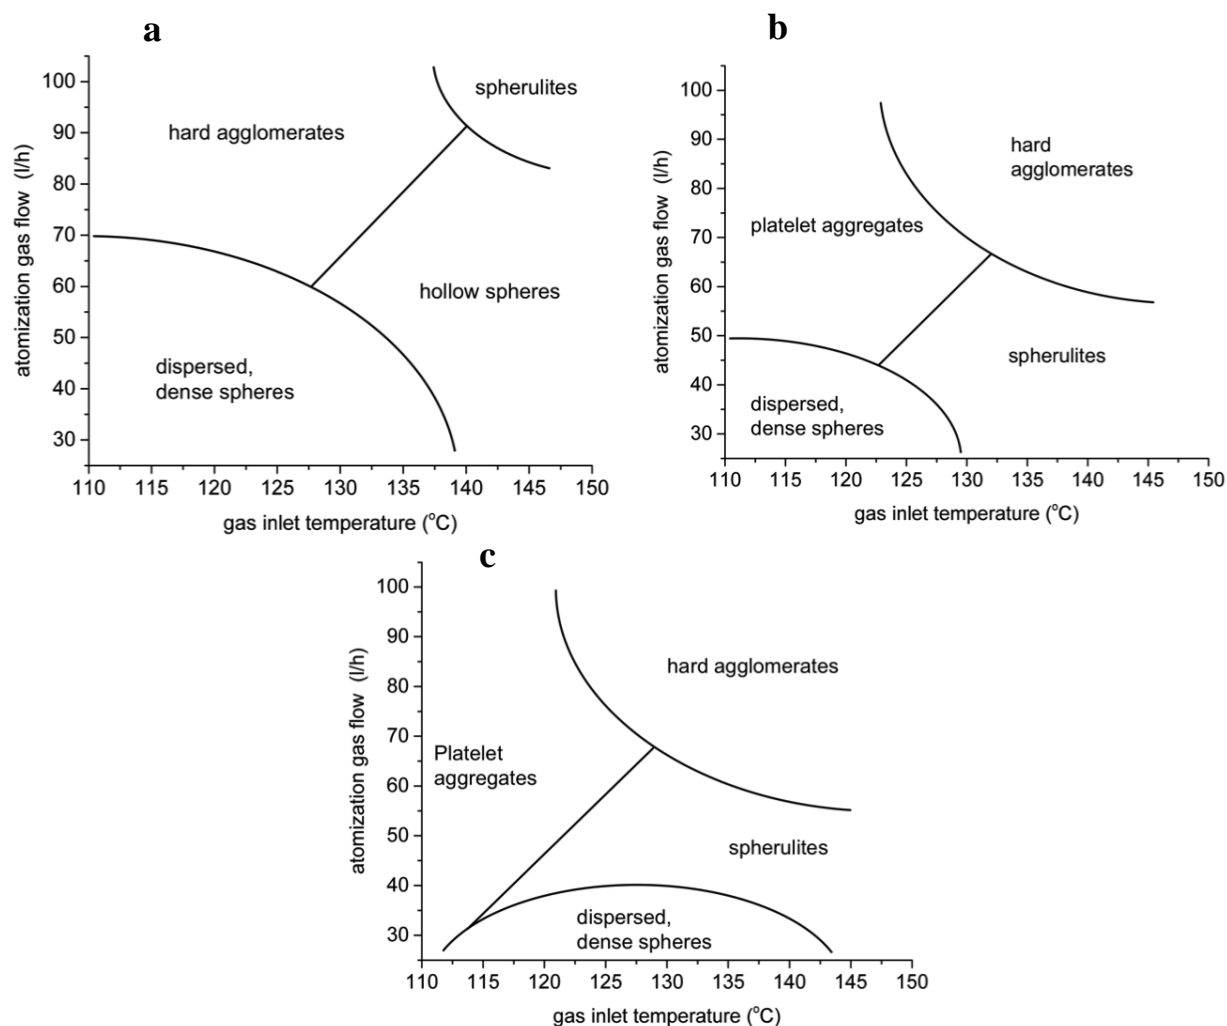 a
atomization gas flow (l/h)
100
90
80
70
60
50
40
30
spherulites
hard agglomerates
hollow spheres
dispersed,
dense spheres
110 115 120 125 130 135 140 145 150
gas inlet temperature (°C)
b
atomization gas flow (l/h)
100
90
80
70
60
50
40
30
hard
agglomerates
platelet aggregates
spherulites
dispersed,
dense spheres
110 115 120 125 130 135 140 145 150
gas inlet temperature (°C)
c
atomization gas flow (l/h)
100
90
80
70
60
50
40
30
hard agglomerates
Platelet
aggregates
spherulites
dispersed,
dense spheres
110 115 120 125 130 135 140 145 150
gas inlet temperature (°C)